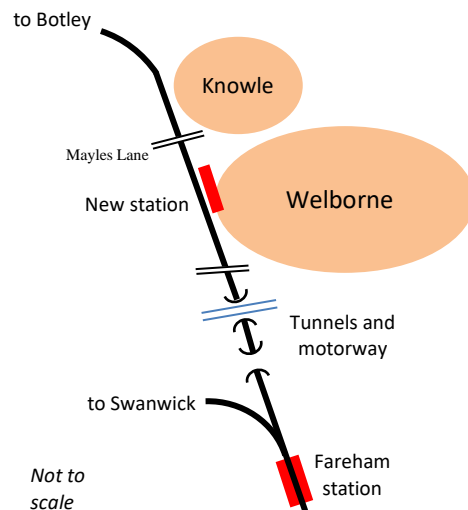 to Botley
Knowle
Mayles Lane
New station
Welborne
Tunnels and
motorway
to Swanwick
Fareham
station
Not to
scale